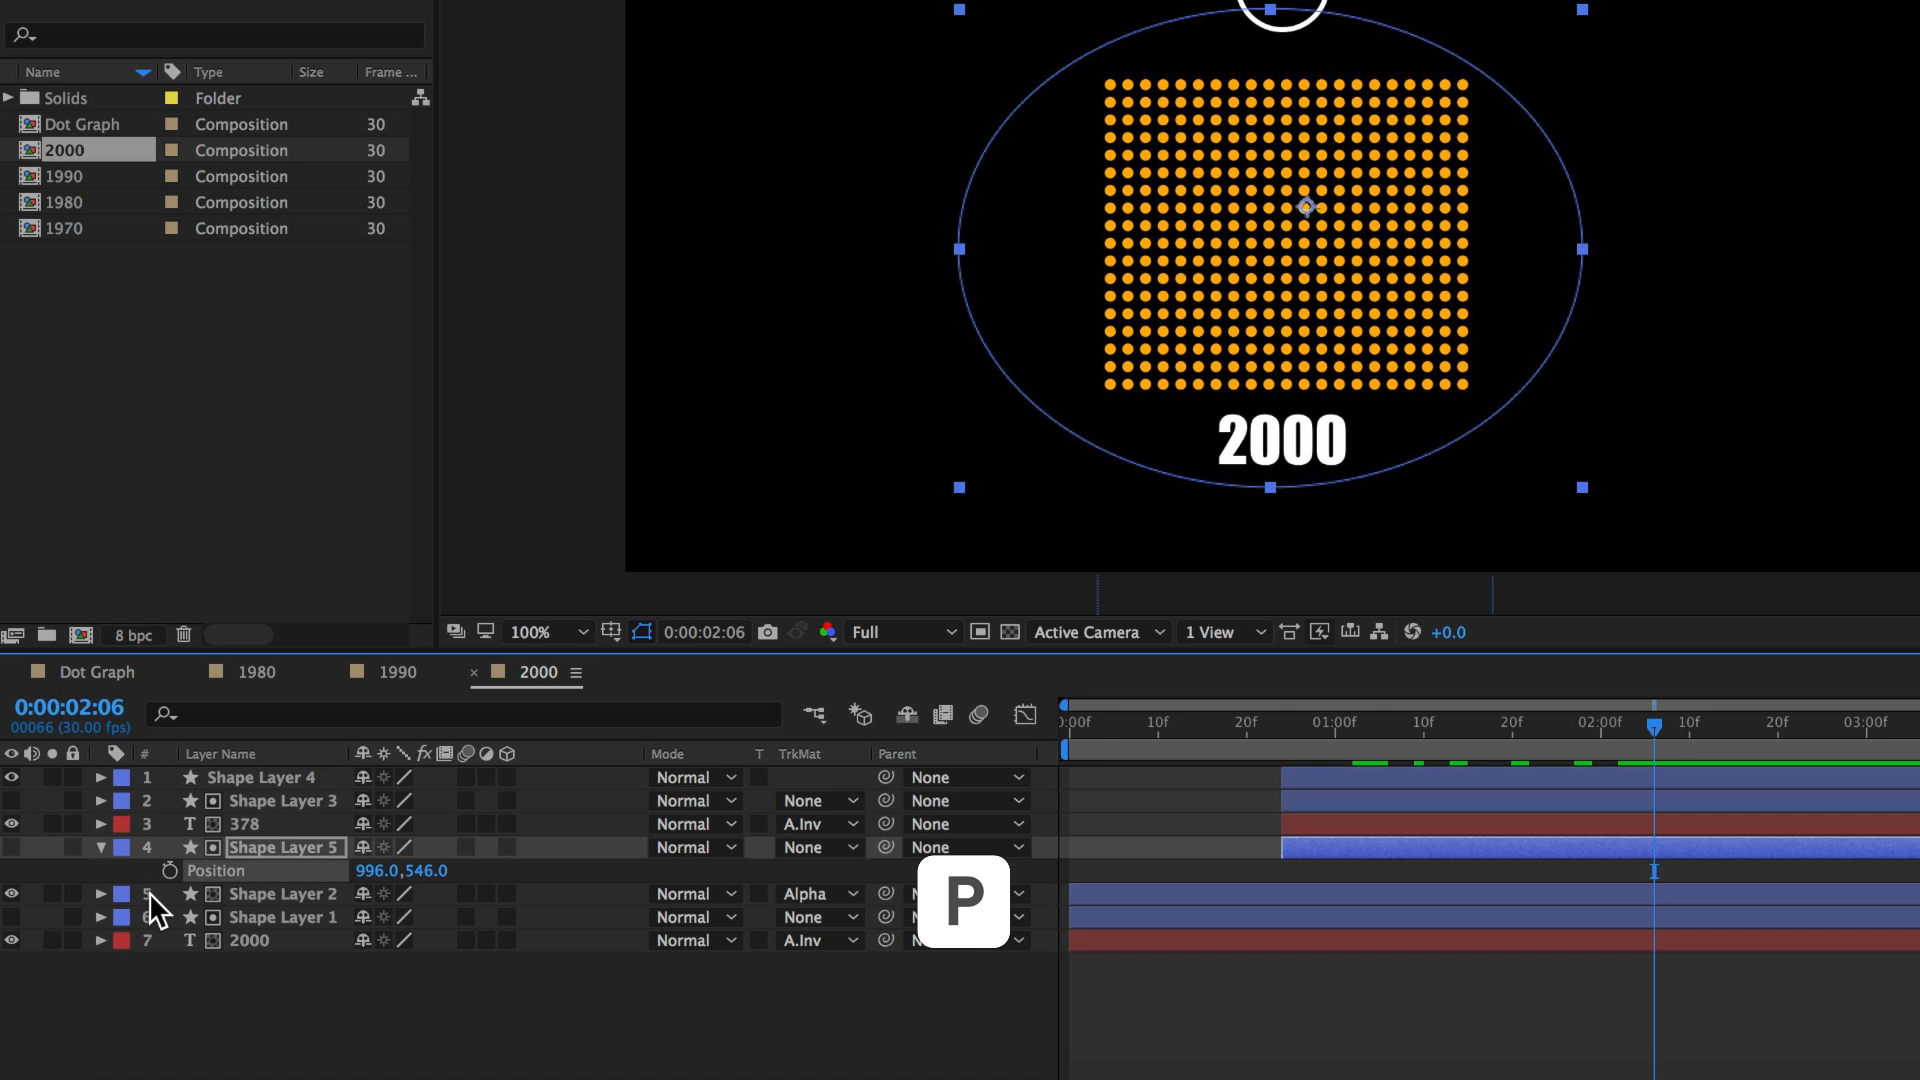 Name Type Size Frame ...
Solids Folder
Dot Graph Composition 30
2000 Composition 30
1990 Composition 30
1980 Composition 30
1970 Composition 30
2000
8 bpc 100% 0:00:02:06 Full Active Camera 1 View +0.0
Dot Graph 1980 1990 × 2000
0:00:02:06
00066 (30.00 fps)
):00f 10f 20f 01:00f 10f 20f 02:00f 10f 20f 03:00f
# Layer Name fx Mode T TrkMat Parent
1 Shape Layer 4 Normal None
2 Shape Layer 3 Normal None None
3 T 378 Normal A.Inv None
4 Shape Layer 5 Normal None None
Position 996.0,546.0
5 Shape Layer 2 Normal Alpha
6 Shape Layer 1 Normal None
7 T 2000 Normal A.Inv
P